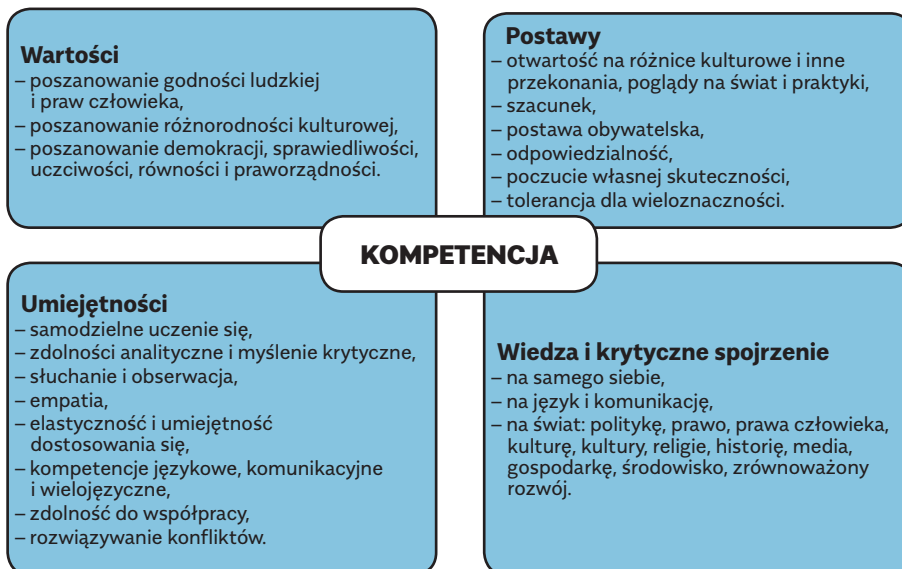 Wartości
– poszanowanie godności ludzkiej
i praw człowieka,
– poszanowanie różnorodności kulturowej,
– poszanowanie demokracji, sprawiedliwości,
uczciwości, równości i praworządności.
Postawy
– otwartość na różnice kulturowe i inne
przekonania, poglądy na świat i praktyki,
– szacunek,
– postawa obywatelska,
– odpowiedzialność,
– poczucie własnej skuteczności,
– tolerancja dla wieloznaczności.
KOMPETENCJA
Umiejętności
– samodzielne uczenie się,
– zdolności analityczne i myślenie krytyczne,
– słuchanie i obserwacja,
– empatia,
– elastyczność i umiejętność
dostosowania się,
– kompetencje językowe, komunikacyjne
i wielojęzyczne,
– zdolność do współpracy,
– rozwiązywanie konfliktów.
Wiedza i krytyczne spojrzenie
– na samego siebie,
– na język i komunikację,
– na świat: politykę, prawo, prawa człowieka,
kulturę, kultury, religie, historię, media,
gospodarkę, środowisko, zrównoważony
rozwój.